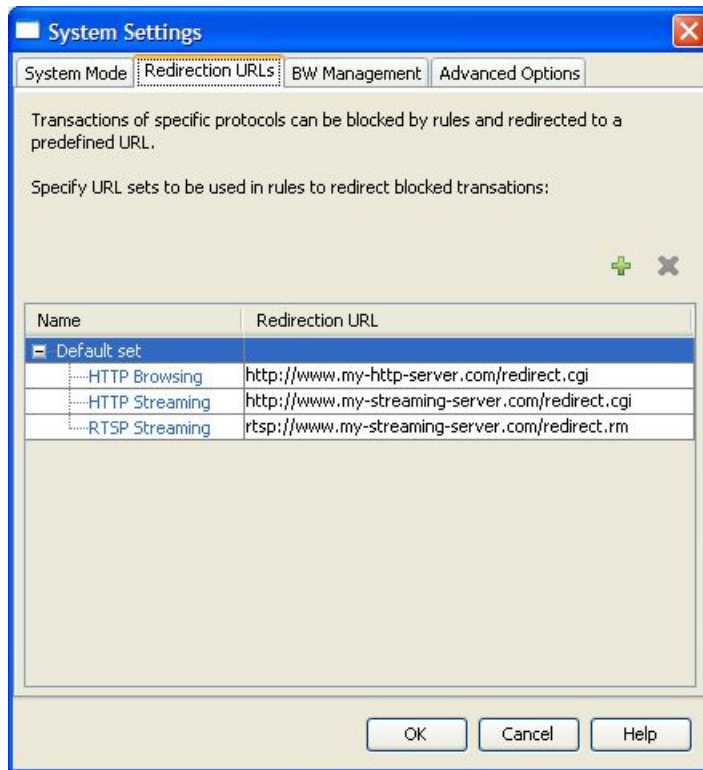 System Settings
System Mode Redirection URLs BW Management Advanced Options
Transactions of specific protocols can be blocked by rules and redirected to a
predefined URL.
Specify URL sets to be used in rules to redirect blocked transations:
Name Redirection URL
Default set
HTTP Browsing http://www.my-http-server.com/redirect.cgi
HTTP Streaming http://www.my-streaming-server.com/redirect.cgi
RTSP Streaming rtsp://www.my-streaming-server.com/redirect.rm
OK Cancel Help